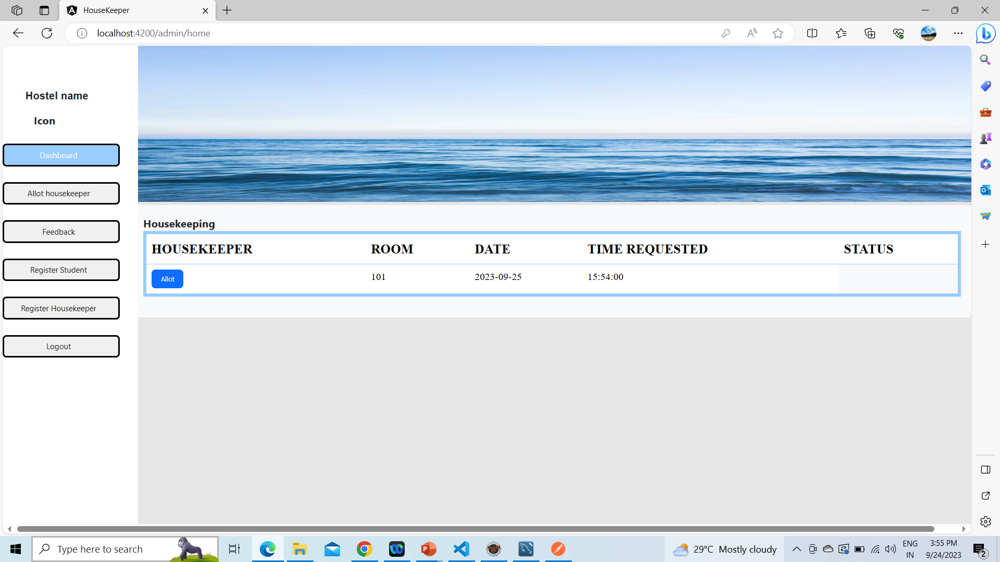 HouseKeeper
localhost:4200/admin/home
Hostel name
Icon
Dashboard
Allot housekeeper
Feedback
Register Student
Register Housekeeper
Logout
Housekeeping
HOUSEKEEPER ROOM DATE TIME REQUESTED STATUS
Allot 101 2023-09-25 15:54:00
Type here to search
29°C Mostly cloudy
ENG
IN
3:55 PM
9/24/2023
2